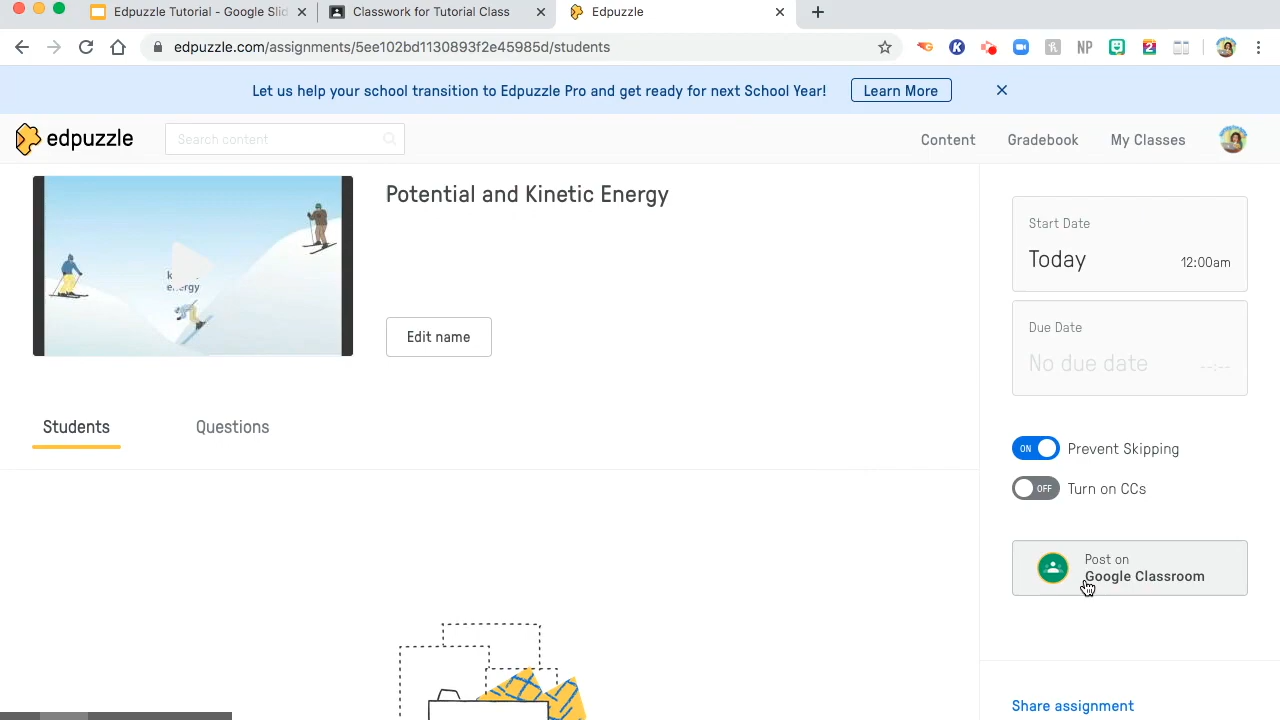 Edpuzzle Tutorial - Google Slid
Classwork for Tutorial Class
Edpuzzle
edpuzzle.com/assignments/5ee102bd1130893f2e45985d/students
K
NP
2
Let us help your school transition to Edpuzzle Pro and get ready for next School Year!
Learn More
edpuzzle
Search content
Content
Gradebook
My Classes
energy
Potential and Kinetic Energy
Edit name
Students
Questions
Start Date
Today
12:00am
Due Date
No due date
--:--
ON
Prevent Skipping
OFF
Turn on CCs
Post on
Google Classroom
Share assignment